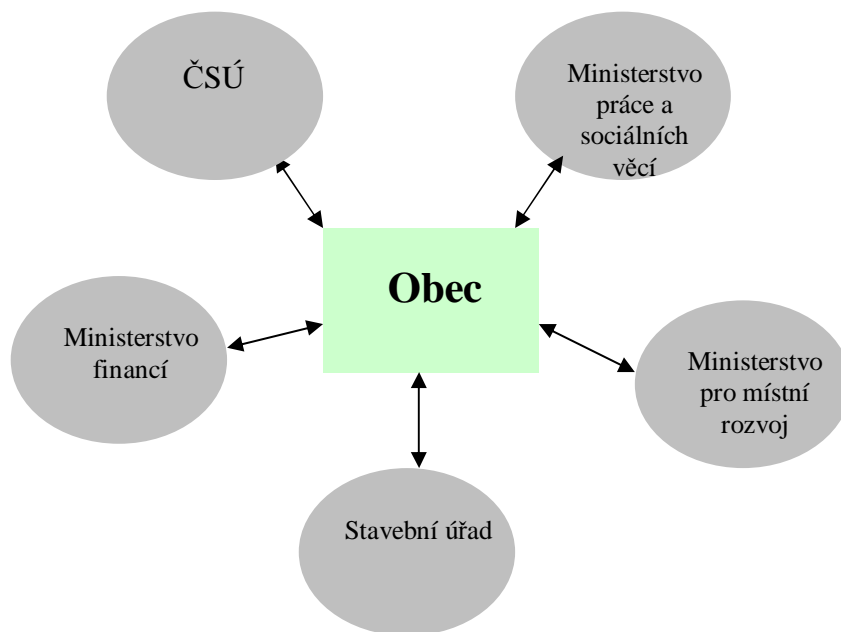 ČSÚ
Ministerstvo
práce a
sociálních
věcí
Obec
Ministerstvo
financí
Ministerstvo
pro místní
rozvoj
Stavební úřad